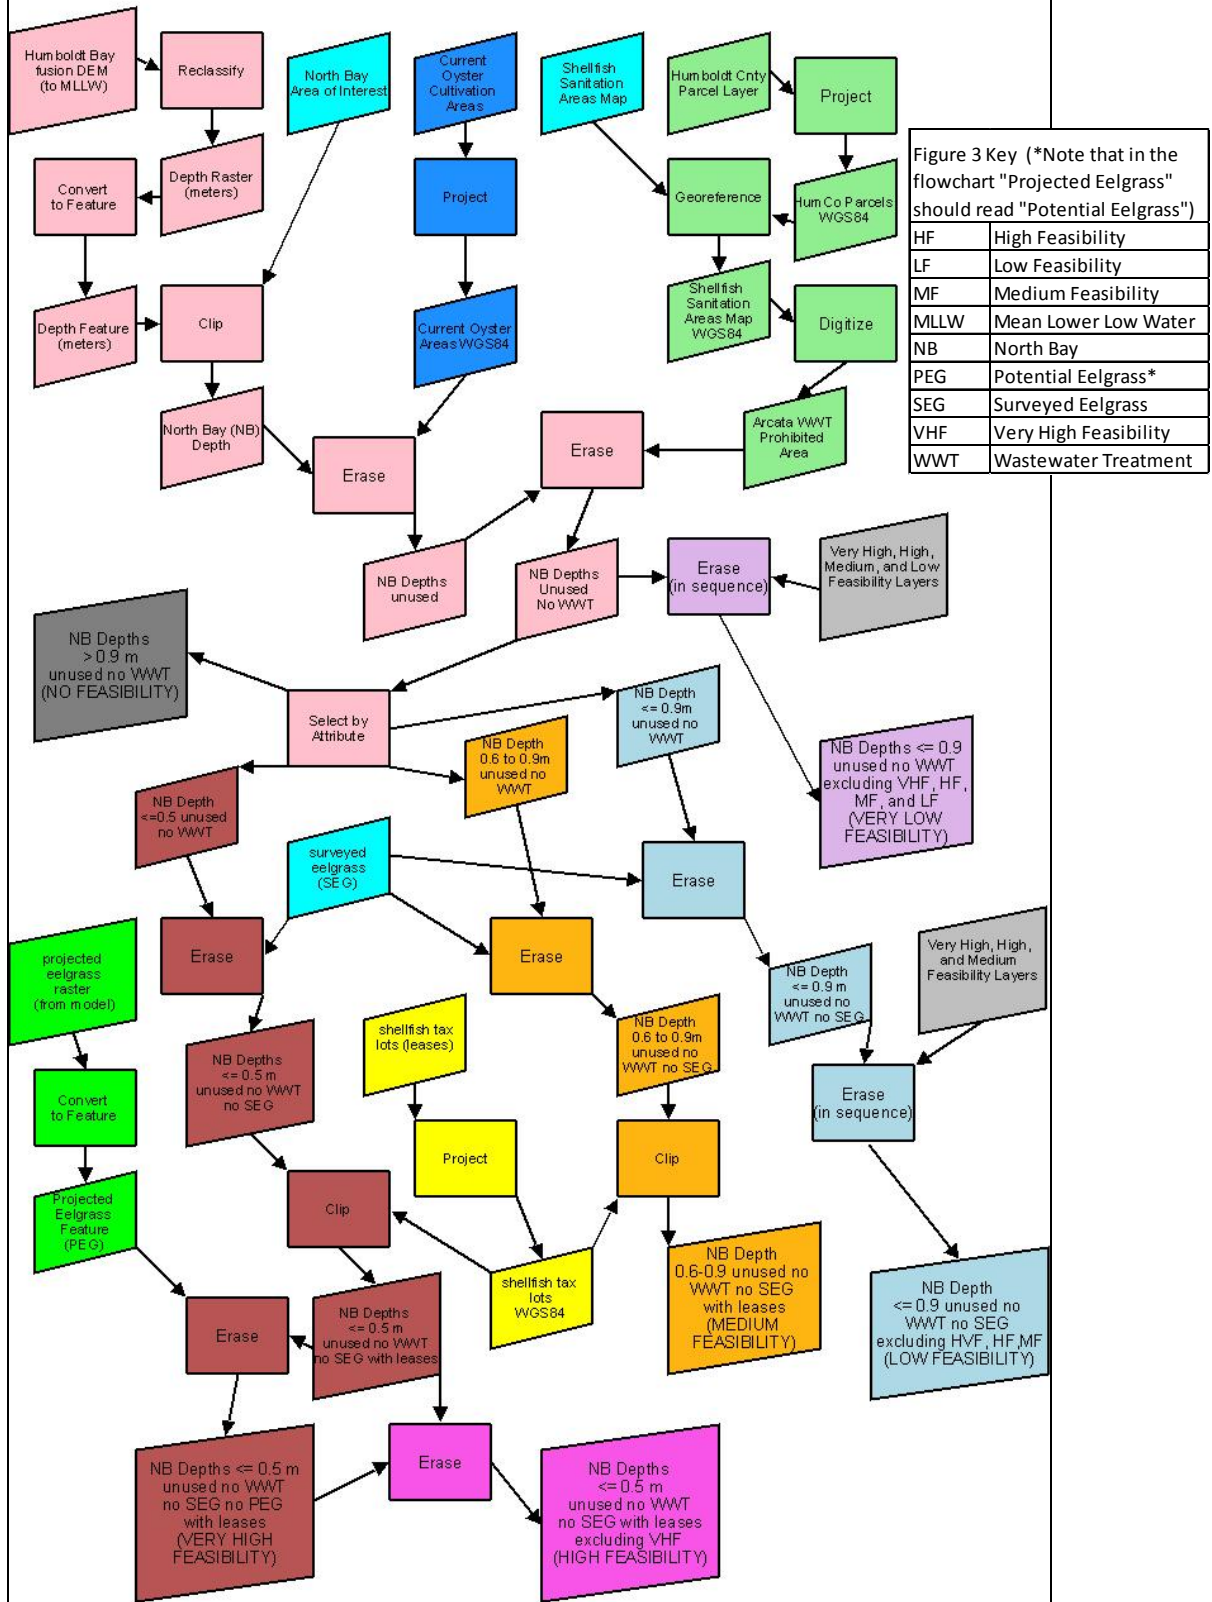 Humboldt Bay
fusion DEM
(to MLLW)
Reclassify
North Bay
Area of Interest
Current
Oyster
Cultivation
Areas
Shellfish
Sanitation
Areas Map
Humboldt Cnty
Parcel Layer
Project
Convert
to Feature
Depth Raster
(meters)
Project
Georeference
Hum Co Parcels
WGS84
Figure 3 Key (*Note that in the
flowchart "Projected Eelgrass"
should read "Potential Eelgrass")
HF High Feasibility
LF Low Feasibility
MF Medium Feasibility
MLLW Mean Lower Low Water
NB North Bay
PEG Potential Eelgrass*
SEG Surveyed Eelgrass
VHF Very High Feasibility
WWT Wastewater Treatment
Depth Feature
(meters)
Clip
Current Oyster
Areas WGS84
Shellfish
Sanitation
Areas Map
WGS84
Digitize
North Bay (NB)
Depth
Erase
Erase
Arcata WWT
Prohibited
Area
NB Depths
unused
NB Depths
Unused
No WWT
Erase
(in sequence)
Very High, High,
Medium, and Low
Feasibility Layers
NB Depths
> 0.9 m
unused no WWT
(NO FEASIBILITY)
Select by
Attribute
NB Depth
<= 0.9m
unused no
WWT
NB Depth
0.6 to 0.9m
unused no
WWT
NB Depths <= 0.9
unused no WWT
excluding VHF, HF,
MF, and LF
(VERY LOW
FEASIBILITY)
NB Depth
<=0.5 unused
no WWT
surveyed
eelgrass
(SEG)
Erase
projected
eelgrass
raster
(from model)
Erase
Erase
NB Depth
<= 0.9 m
unused no
WWT no SEG
Very High, High,
and Medium
Feasibility Layers
NB Depths
<= 0.5 m
unused no WWT
no SEG
shellfish tax
lots (leases)
NB Depth
0.6 to 0.9m
unused no
WWT no SEG
Convert
to Feature
Erase
(in sequence)
Project
Clip
Projected
Eelgrass
Feature
(PEG)
Clip
shellfish tax
lots
WGS84
NB Depth
0.6-0.9 unused no
WWT no SEG
with leases
(MEDIUM
FEASIBILITY)
NB Depth
<= 0.9 unused no
WWT no SEG
excluding HVF, HF,MF
(LOW FEASIBILITY)
Erase
NB Depths
<= 0.5 m
unused no WWT
no SEG with leases
NB Depths <= 0.5 m
unused no WWT
no SEG no PEG
with leases
(VERY HIGH
FEASIBILITY)
Erase
NB Depths
<= 0.5 m
unused no WWT
no SEG with leases
excluding VHF
(HIGH FEASIBILITY)